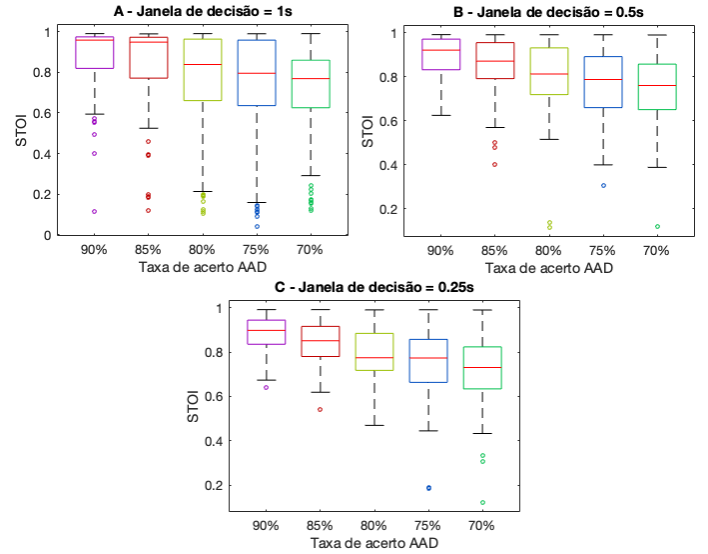 A - Janela de decisão = 1s
1
0.8
0.6
0.4
0.2
0
STOI
90% 85% 80% 75% 70%
Taxa de acerto AAD
B - Janela de decisão = 0.5s
1
0.8
0.6
0.4
0.2
STOI
90% 85% 80% 75% 70%
Taxa de acerto AAD
C - Janela de decisão = 0.25s
1
0.8
0.6
0.4
0.2
STOI
90% 85% 80% 75% 70%
Taxa de acerto AAD